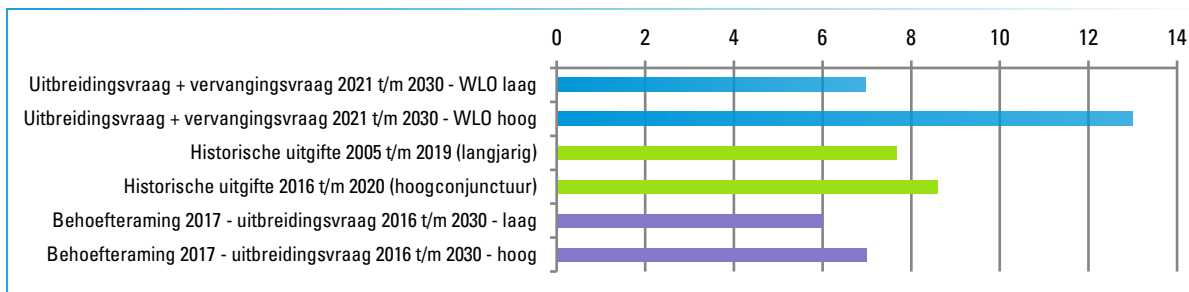 0 2 4 6 8 10 12 14
Uitbreidingsvraag + vervangingsvraag 2021 t/m 2030 - WLO laag
Uitbreidingsvraag + vervangingsvraag 2021 t/m 2030 - WLO hoog
Historische uitgifte 2005 t/m 2019 (langjarig)
Historische uitgifte 2016 t/m 2020 (hoogconjunctuur)
Behoefteraming 2017 - uitbreidingsvraag 2016 t/m 2030 - laag
Behoefteraming 2017 - uitbreidingsvraag 2016 t/m 2030 - hoog